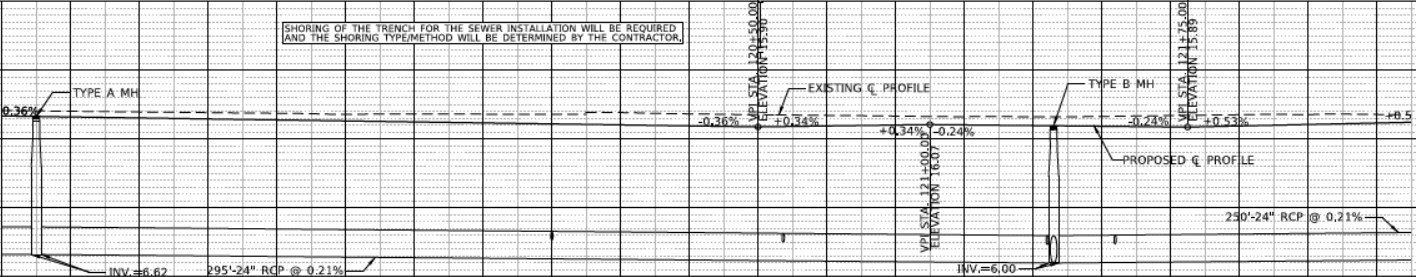 SHORING OF THE TRENCH FOR THE SEWER INSTALLATION WILL BE REQUIRED
AND THE SHORING TYPE/METHOD WILL BE DETERMINED BY THE CONTRACTOR.
VPI STA. 120+50.00
ELEVATION 15.90
VPI STA. 121+75.00
ELEVATION 15.89
TYPE A MH
EXISTING ℄ PROFILE
TYPE B MH
0.36%
-0.36%
+0.34%
+0.34%
-0.24%
-0.24%
+0.53%
+0.5
VPI STA. 121+00.00
ELEVATION 16.07
PROPOSED ℄ PROFILE
250'-24" RCP @ 0.21%
INV.=6.62
295'-24" RCP @ 0.21%
INV.=6.00